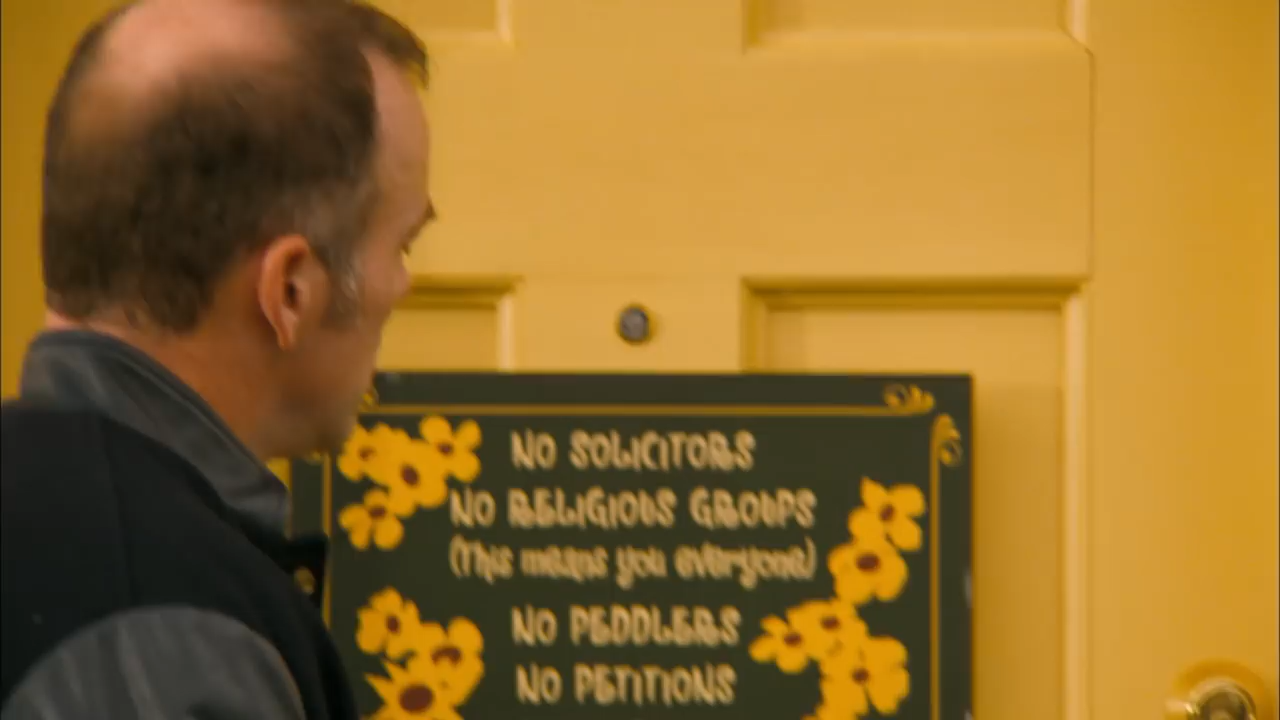 NO SOLICITORS
NO RELIGIOUS GROUPS
(This means you everyone)
NO PEDDLERS
NO PETITIONS